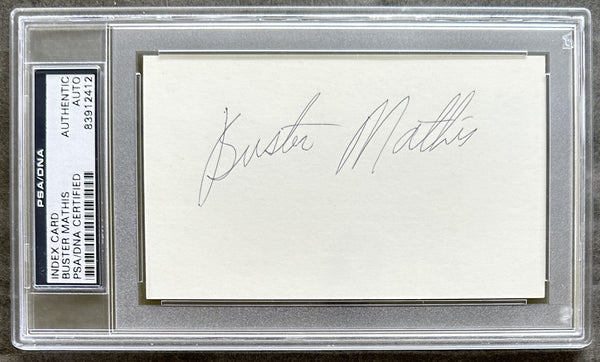 PSA/DNA
INDEX CARD
BUSTER MATHIS
PSA/DNA CERTIFIED
AUTHENTIC
AUTO
83912412
Buster Mathis